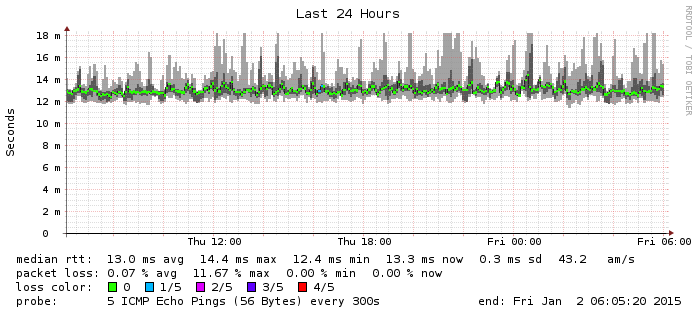 Last 24 Hours
RRDTOOL / TOBI OETIKER
Seconds
18 m
16 m
14 m
12 m
10 m
8 m
6 m
4 m
2 m
0
Thu 12:00 Thu 18:00 Fri 00:00 Fri 06:00
median rtt: 13.0 ms avg 14.4 ms max 12.4 ms min 13.3 ms now 0.3 ms sd 43.2 am/s
packet loss: 0.07 % avg 11.67 % max 0.00 % min 0.00 % now
loss color: 0 1/5 2/5 3/5 4/5
probe: 5 ICMP Echo Pings (56 Bytes) every 300s end: Fri Jan 2 06:05:20 2015